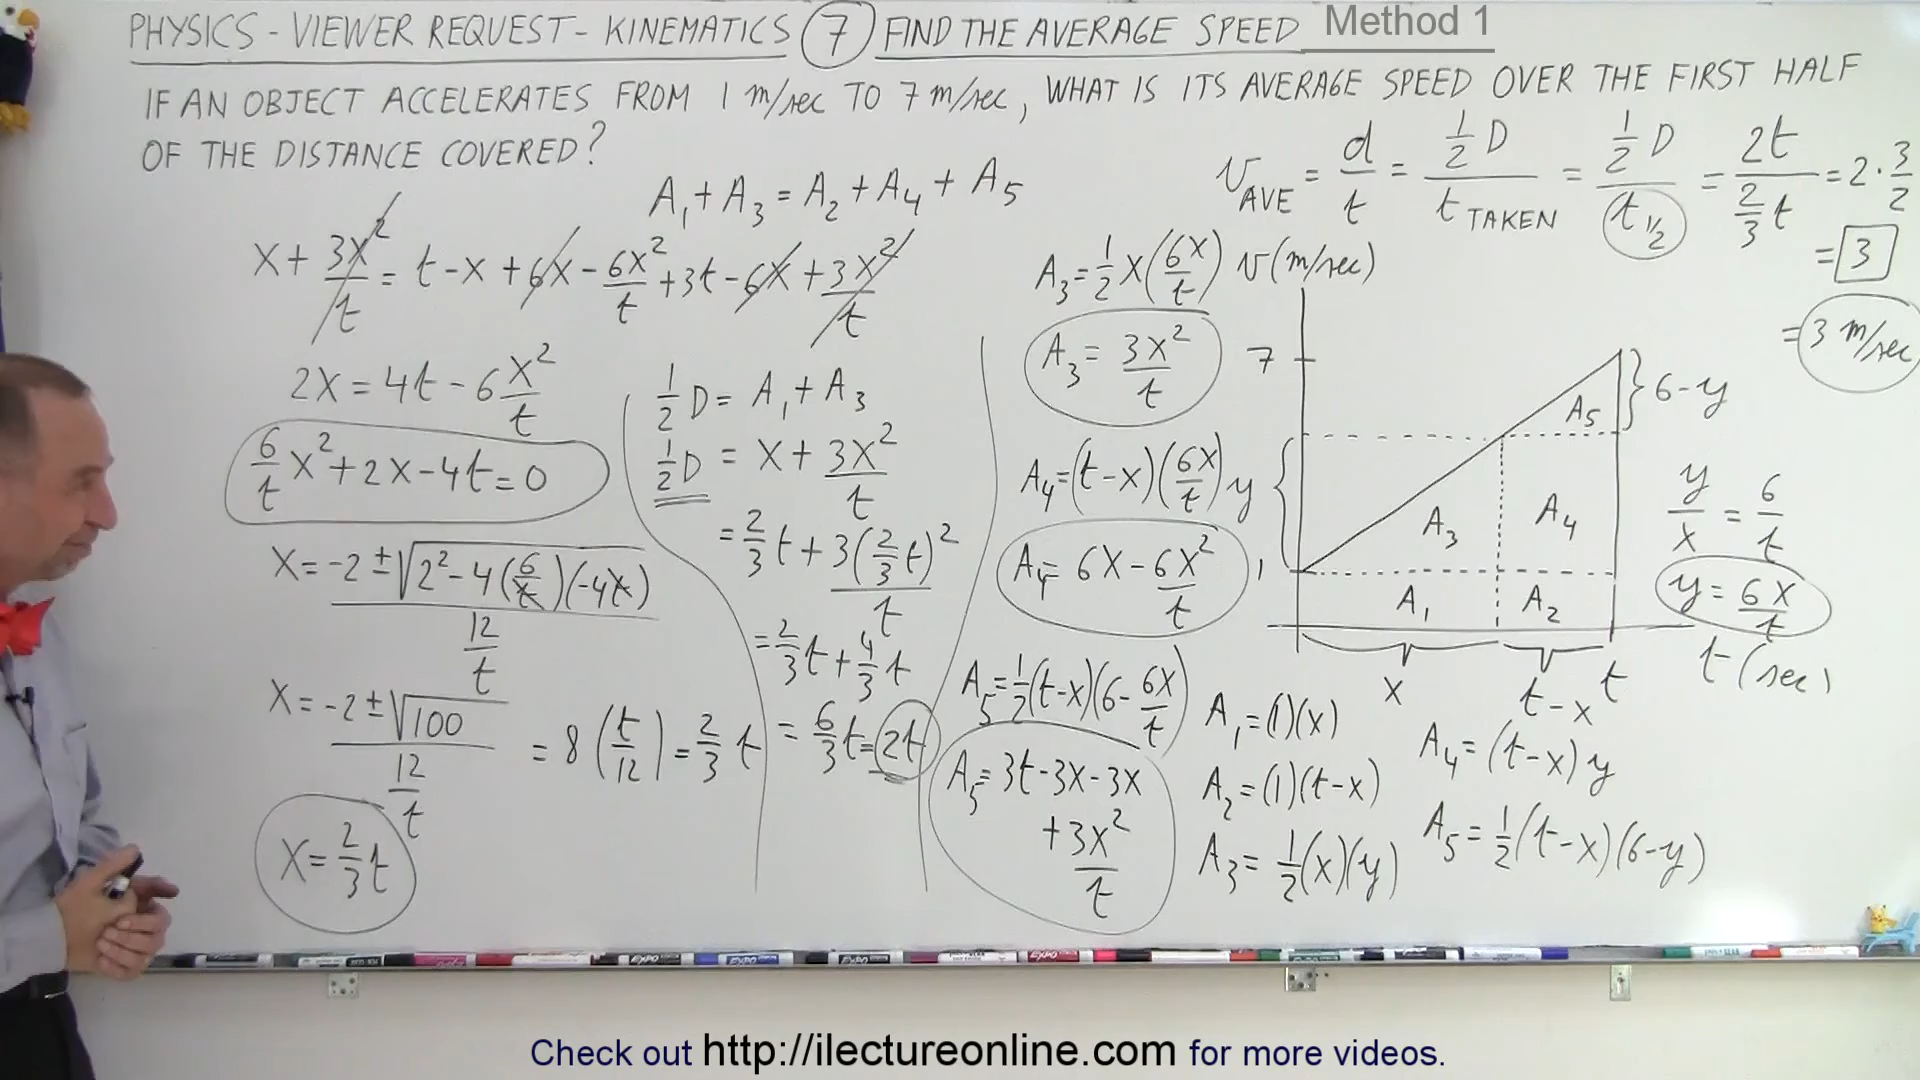 PHYSICS - VIEWER REQUEST - KINEMATICS 7 FIND THE AVERAGE SPEED Method 1
IF AN OBJECT ACCELERATES FROM 1 m/sec TO 7 m/sec, WHAT IS ITS AVERAGE SPEED OVER THE FIRST HALF
OF THE DISTANCE COVERED?
v_AVE = d/t = (1/2 D)/(t TAKEN) = (1/2 D)/(t_1/2) = 2t/(2/3 t) = 2 · 3/2
= 3
= 3 m/sec
A₁ + A₃ = A₂ + A₄ + A₅
x + 3x²/t = t - x + 6x - 6x²/t + 3t - 6x + 3x²/t
2x = 4t - 6 x²/t
6/t x² + 2x - 4t = 0
x = (-2 ± √(2² - 4(6/t)(-4t)))/(12/t)
x = (-2 ± √100)/(12/t) = 8 (t/12) = 2/3 t
x = 2/3 t
1/2 D = A₁ + A₃
1/2 D = x + 3x²/t
= 2/3 t + 3(2/3 t)²/t
= 2/3 t + 4/3 t
= 6/3 t = 2t
A₃ = 1/2 x (6x/t)
A₃ = 3x²/t
A₄ = (t-x)(6x/t)
A₄ = 6x - 6x²/t
A₅ = 1/2 (t-x)(6 - 6x/t)
A₅ = 3t - 3x - 3x
+ 3x²/t
v (m/sec)
7
y
1
A₅
A₃
A₄
A₁
A₂
6-y
x
t-x
t
t (sec)
y/x = 6/t
y = 6x/t
A₁ = (1)(x)
A₂ = (1)(t-x)
A₃ = 1/2 (x)(y)
A₄ = (t-x) y
A₅ = 1/2 (t-x)(6-y)
EXPO
Check out http://ilectureonline.com for more videos.